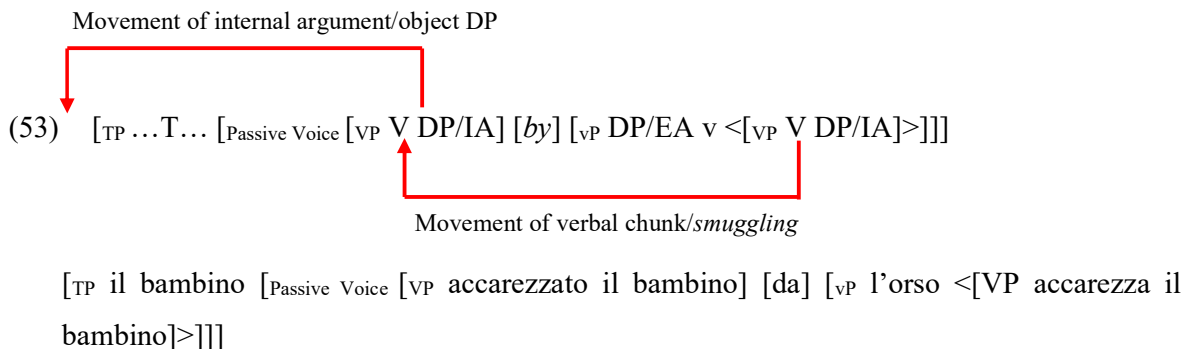 Movement of internal argument/object DP
(53) [TP …T… [Passive Voice [VP V DP/IA] [by] [vP DP/EA v <[VP V DP/IA]>]]]
Movement of verbal chunk/smuggling
[TP il bambino [Passive Voice [VP accarezzato il bambino] [da] [vP l'orso <[VP accarezza il
bambino]>]]]